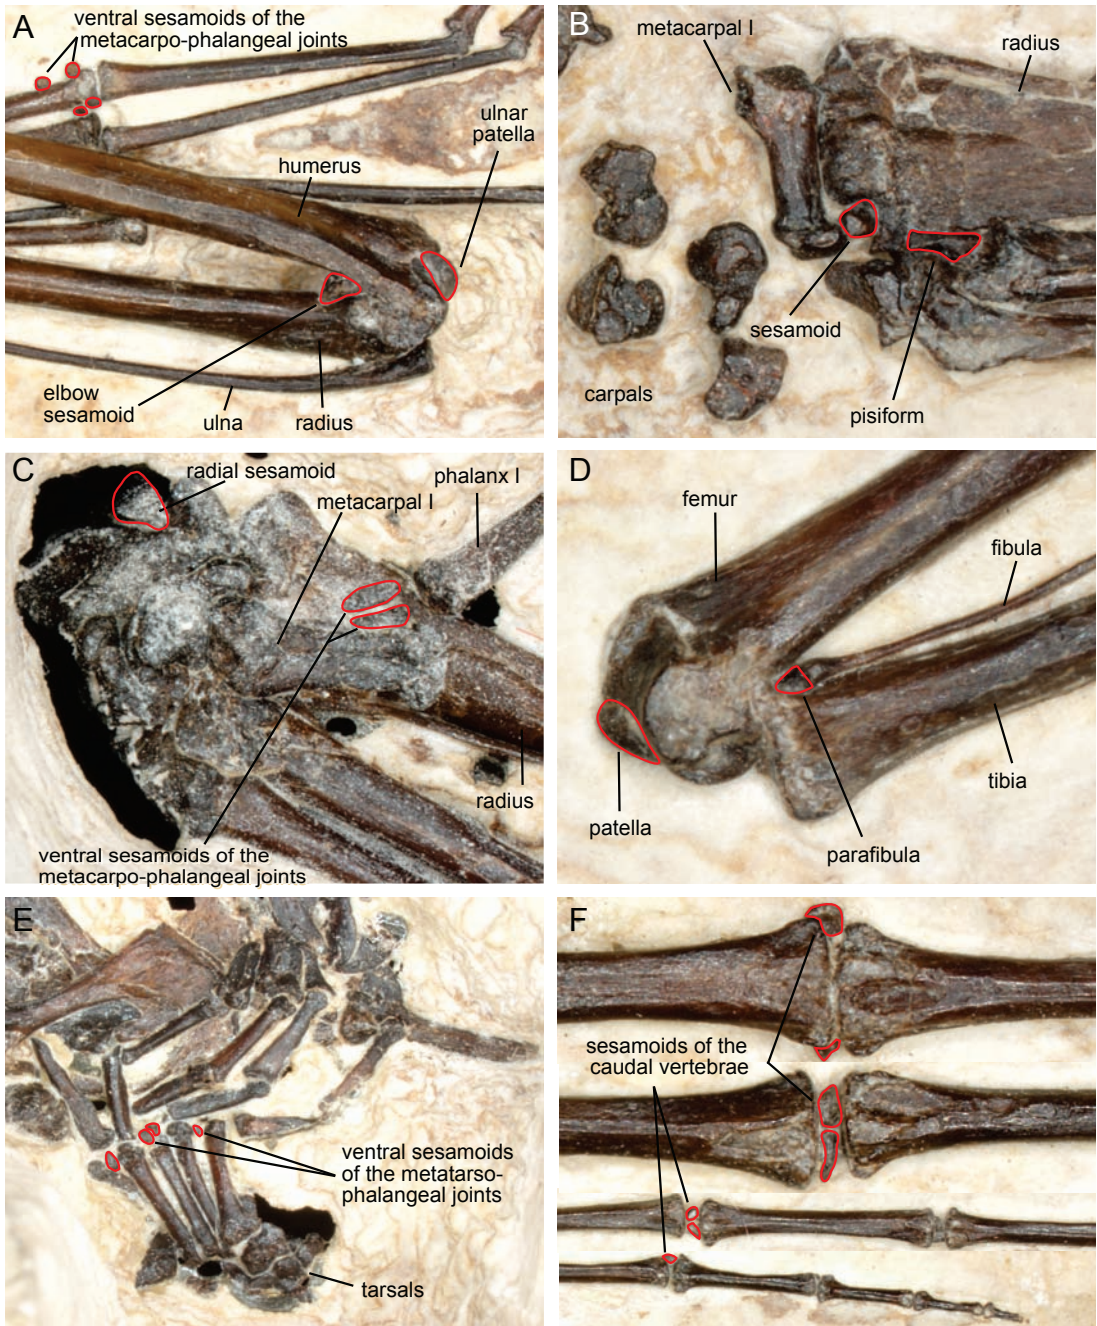 A
ventral sesamoids of the
metacarpo-phalangeal joints
ulnar
patella
humerus
elbow
sesamoid
ulna
radius
B
metacarpal I
radius
sesamoid
carpals
pisiform
C
radial sesamoid
phalanx I
metacarpal I
radius
ventral sesamoids of the
metacarpo-phalangeal joints
D
femur
fibula
tibia
patella
parafibula
E
ventral sesamoids
of the metatarso-
phalangeal joints
tarsals
F
sesamoids of the
caudal vertebrae